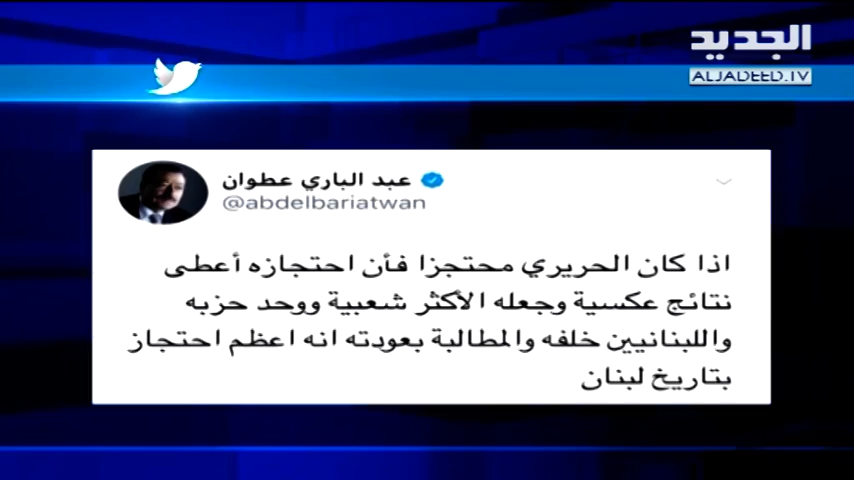 الجديد
ALJADEED.TV
عبد الباري عطوان
@abdelbariatwan
اذا كان الحريري محتجزا فأن احتجازه أعطى
نتائج عكسية وجعله الأكثر شعبية ووحد حزبه
واللبنانيين خلفه والمطالبة بعودته انه اعظم احتجاز
بتاريخ لبنان